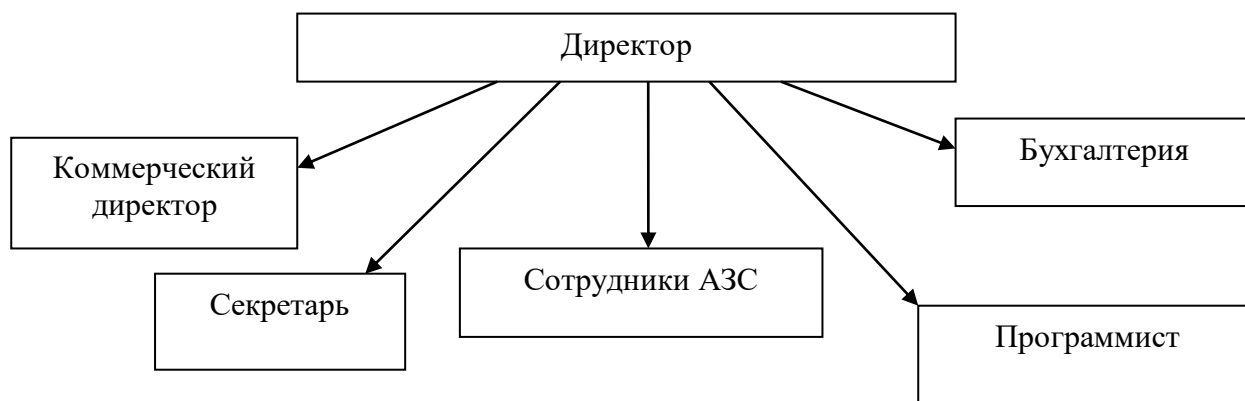 Директор
Коммерческий
директор
Бухгалтерия
Секретарь
Сотрудники АЗС
Программист